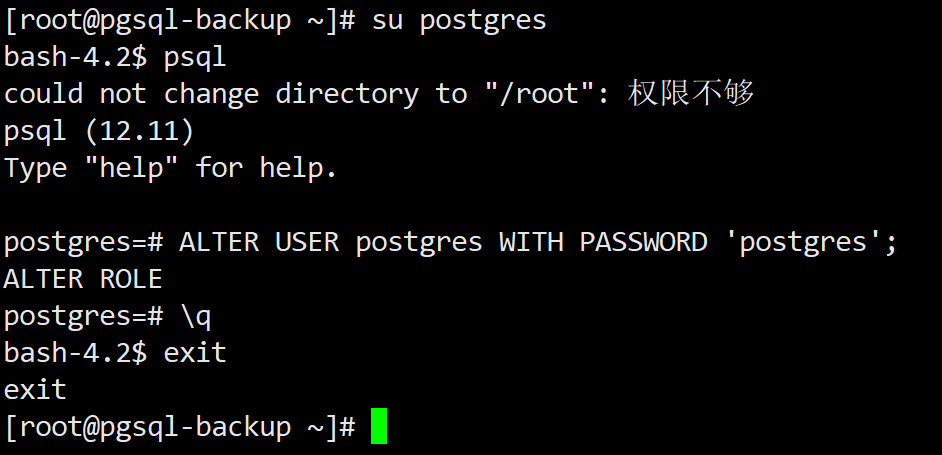 [root@pgsql-backup ~]# su postgres
bash-4.2$ psql
could not change directory to "/root": 权限不够
psql (12.11)
Type "help" for help.

postgres=# ALTER USER postgres WITH PASSWORD 'postgres';
ALTER ROLE
postgres=# \q
bash-4.2$ exit
exit
[root@pgsql-backup ~]#